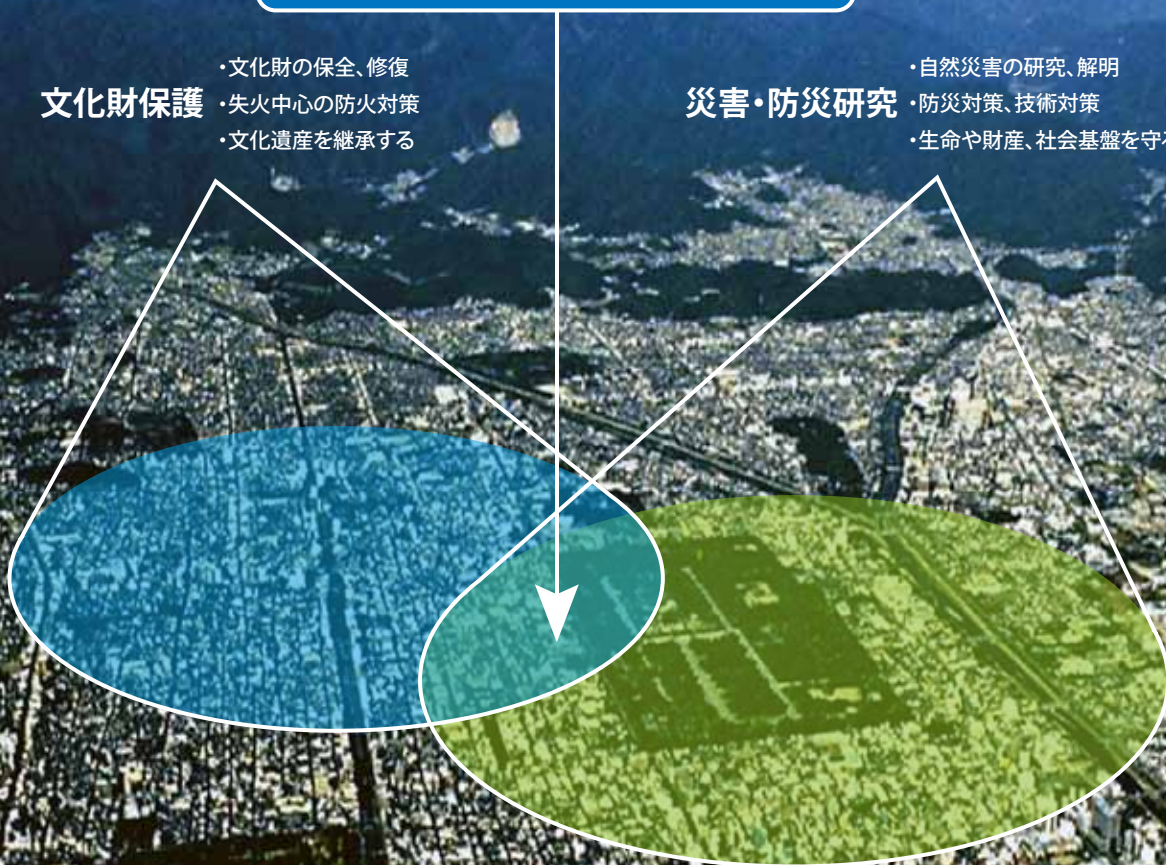 文化財保護
・文化財の保全、修復
・失火中心の防火対策
・文化遺産を継承する
災害・防災研究
・自然災害の研究、解明
・防災対策、技術対策
・生命や財産、社会基盤を守る